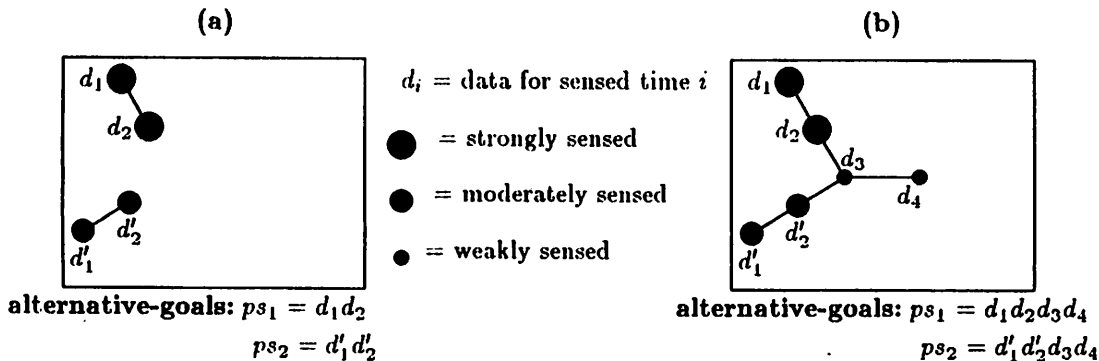 (a)
d₁
d₂
d′₂
d′₁
alternative-goals: ps₁ = d₁d₂
ps₂ = d′₁d′₂
dᵢ = data for sensed time i
= strongly sensed
= moderately sensed
= weakly sensed
(b)
d₁
d₂
d₃
d₄
d′₂
d′₁
alternative-goals: ps₁ = d₁d₂d₃d₄
ps₂ = d′₁d′₂d₃d₄